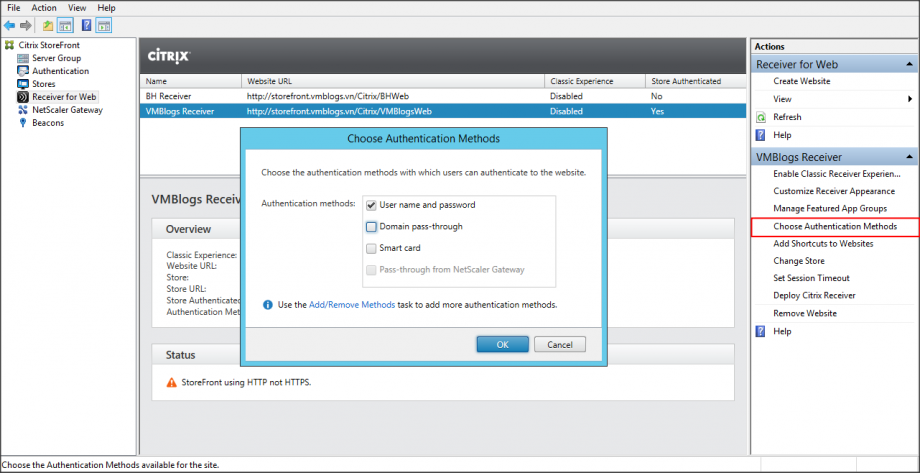 File Action View Help
Citrix StoreFront
Server Group
Authentication
Stores
Receiver for Web
NetScaler Gateway
Beacons
CITRIX
Name Website URL Classic Experience Store Authenticated
BH Receiver http://storefront.vmblogs.vn/Citrix/BHWeb Disabled No
VMBlogs Receiver http://storefront.vmblogs.vn/Citrix/VMBlogsWeb Disabled Yes
VMBlogs Receiv
Overview
Classic Experience:
Website URL:
Store:
Store URL:
Store Authenticated
Authentication Met
Status
StoreFront using HTTP not HTTPS.
Choose Authentication Methods
Choose the authentication methods with which users can authenticate to the website.
Authentication methods:
User name and password
Domain pass-through
Smart card
Pass-through from NetScaler Gateway
Use the Add/Remove Methods task to add more authentication methods.
OK Cancel
Actions
Receiver for Web
Create Website
View
Refresh
Help
VMBlogs Receiver
Enable Classic Receiver Experien...
Customize Receiver Appearance
Manage Featured App Groups
Choose Authentication Methods
Add Shortcuts to Websites
Change Store
Set Session Timeout
Deploy Citrix Receiver
Remove Website
Help
Choose the Authentication Methods available for the site.